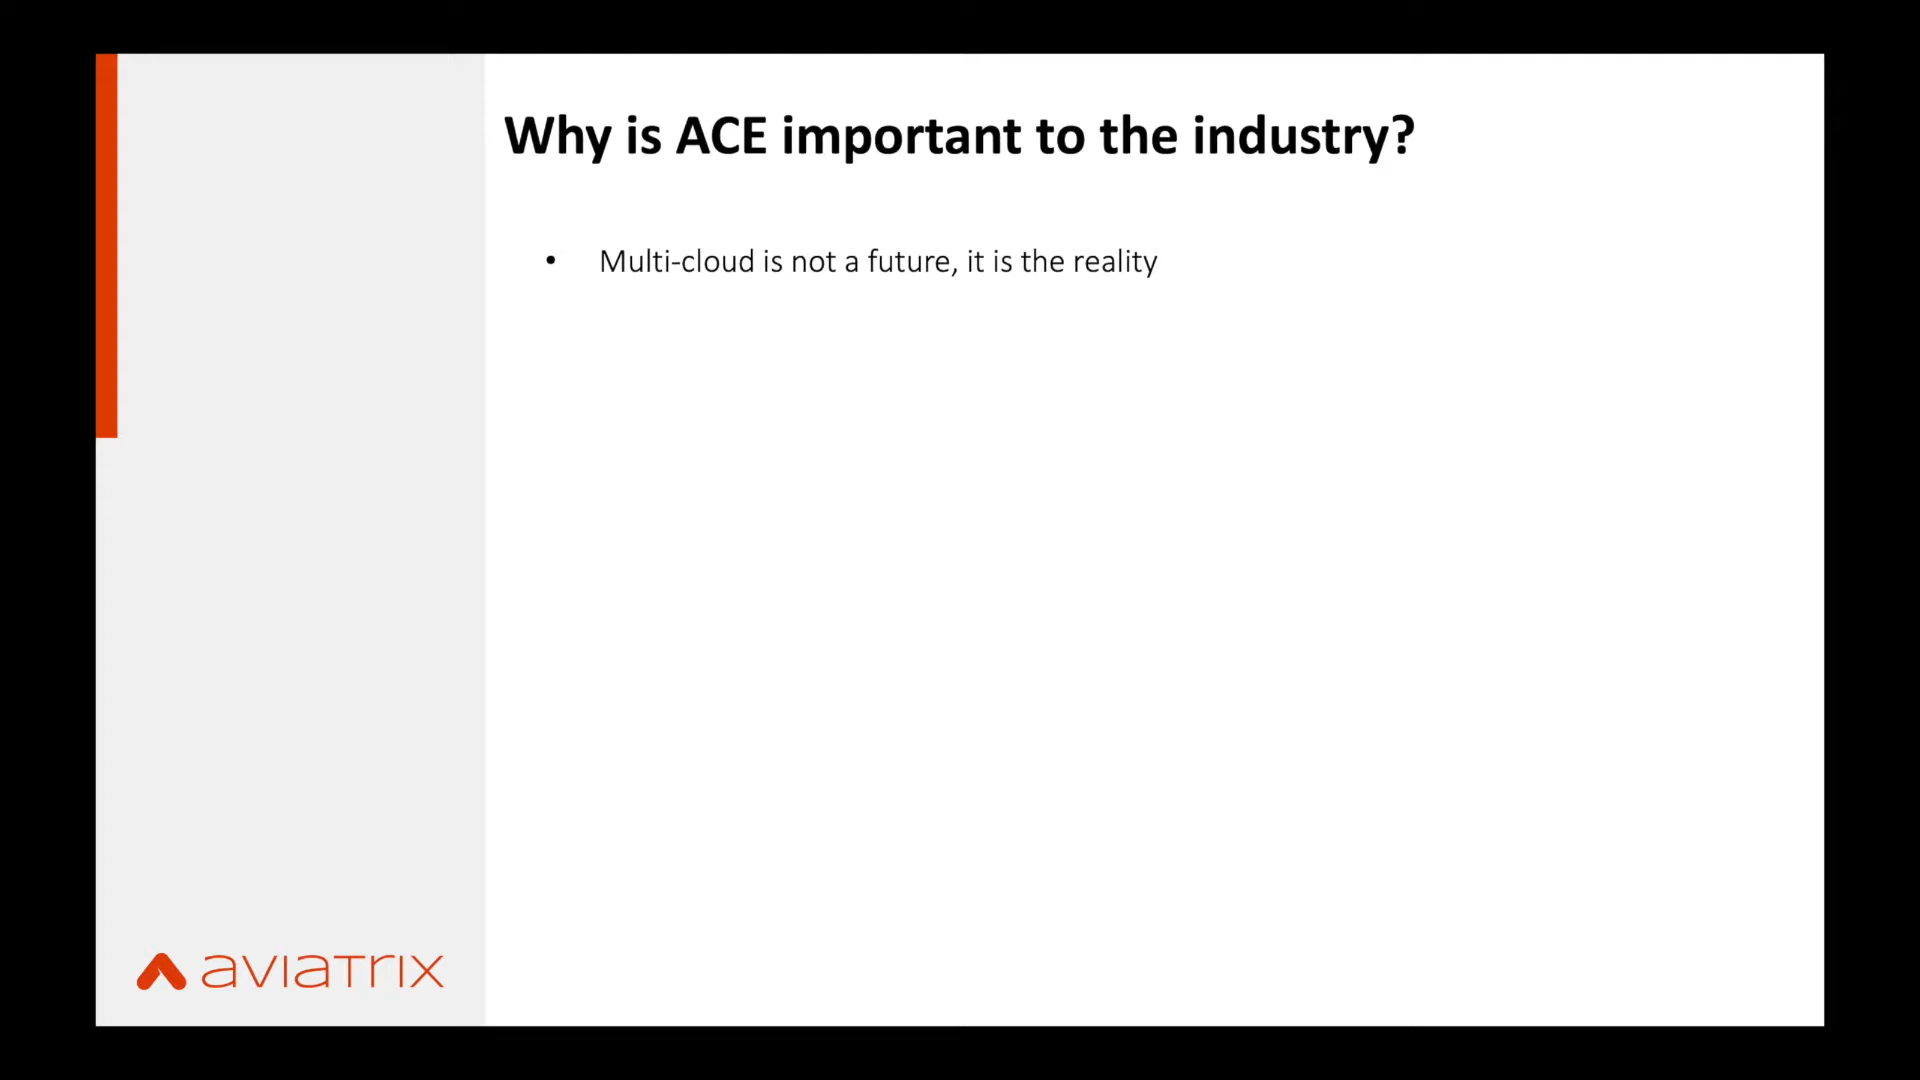 Why is ACE important to the industry?
• Multi-cloud is not a future, it is the reality
aviatrix